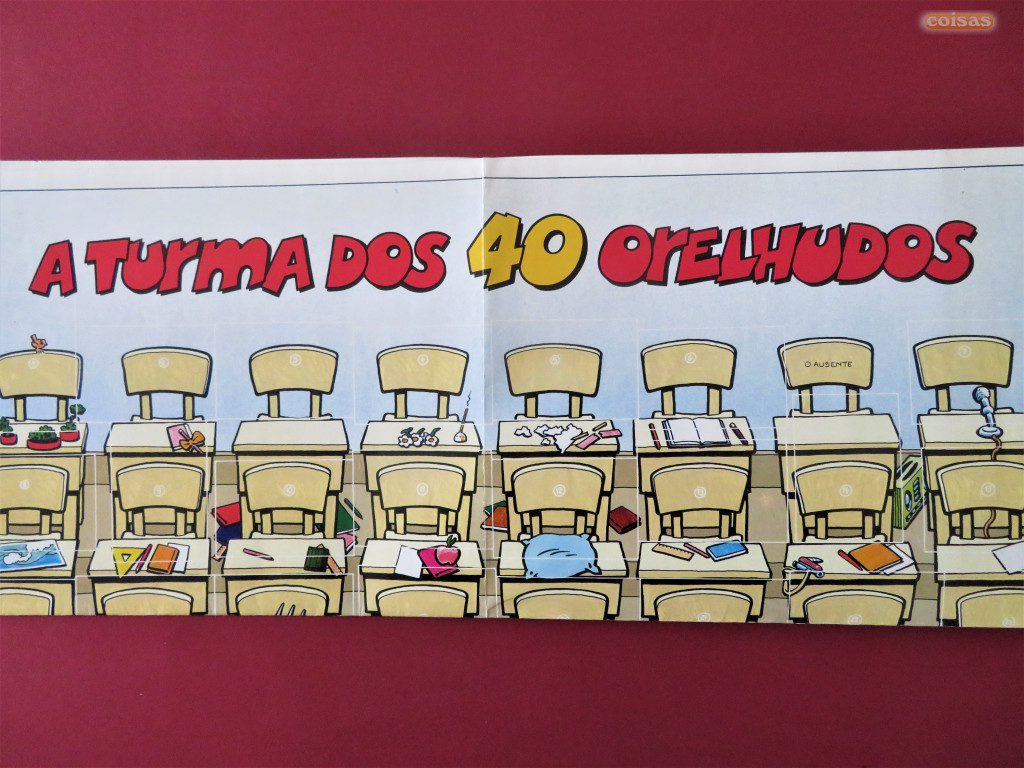 coisas
A TURMA DOS 40 ORELHUDOS
O AUSENTE